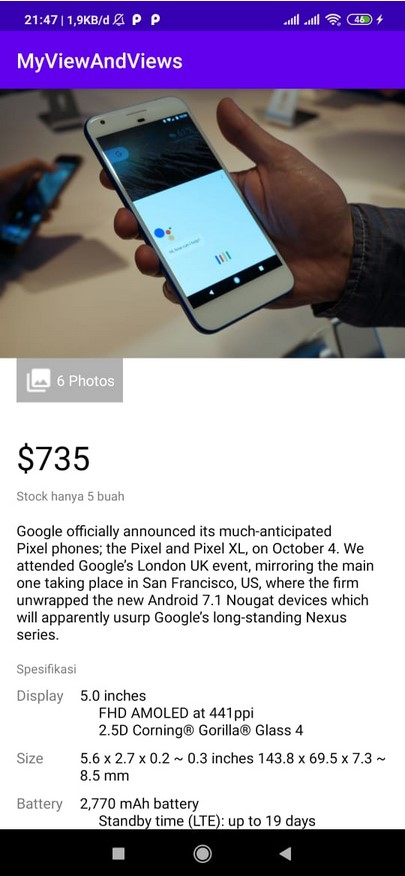 21:47 | 1,9KB/d
46
MyViewAndViews
6 Photos
$735
Stock hanya 5 buah
Google officially announced its much-anticipated
Pixel phones; the Pixel and Pixel XL, on October 4. We
attended Google’s London UK event, mirroring the main
one taking place in San Francisco, US, where the firm
unwrapped the new Android 7.1 Nougat devices which
will apparently usurp Google’s long-standing Nexus
series.
Spesifikasi
Display 5.0 inches
FHD AMOLED at 441ppi
2.5D Corning® Gorilla® Glass 4
Size 5.6 x 2.7 x 0.2 ~ 0.3 inches 143.8 x 69.5 x 7.3 ~
8.5 mm
Battery 2,770 mAh battery
Standby time (LTE): up to 19 days